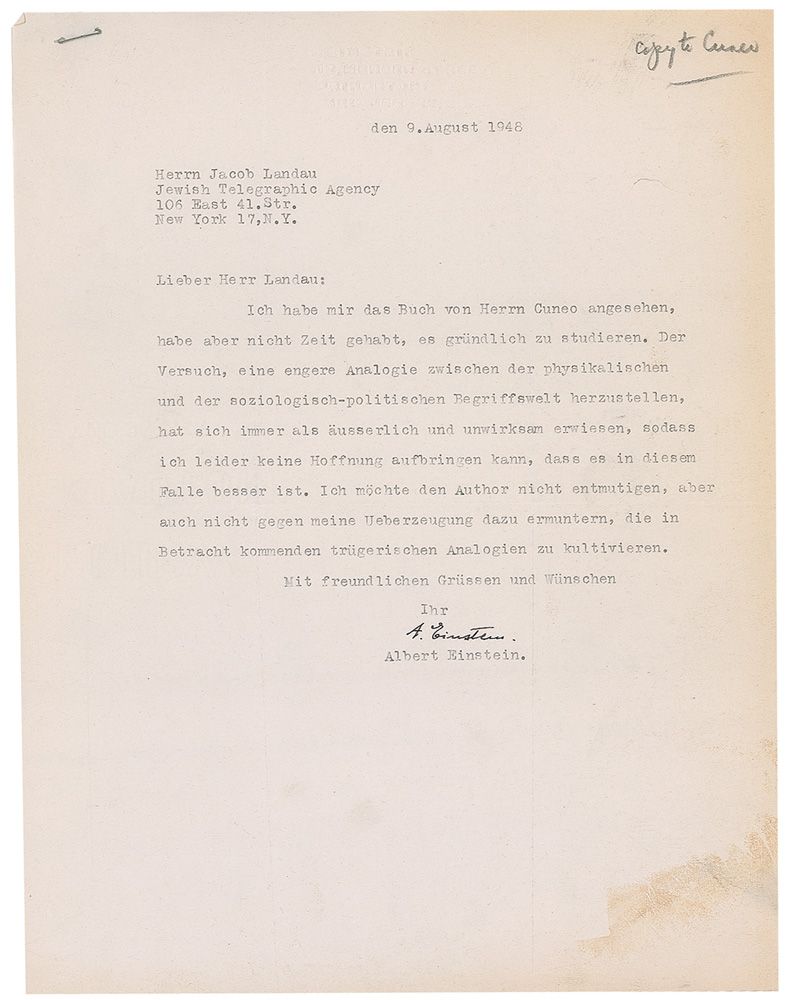 copy to Cuneo
den 9.August 1948
Herrn Jacob Landau
Jewish Telegraphic Agency
106 East 41.Str.
New York 17,N.Y.
Lieber Herr Landau:
Ich habe mir das Buch von Herrn Cuneo angesehen,
habe aber nicht Zeit gehabt, es gründlich zu studieren. Der
Versuch, eine engere Analogie zwischen der physikalischen
und der soziologisch-politischen Begriffswelt herzustellen,
hat sich immer als äusserlich und unwirksam erwiesen, sodass
ich leider keine Hoffnung aufbringen kann, dass es in diesem
Falle besser ist. Ich möchte den Author nicht entmutigen, aber
auch nicht gegen meine Ueberzeugung dazu ermuntern, die in
Betracht kommenden trügerischen Analogien zu kultivieren.
Mit freundlichen Grüssen und Wünschen
Ihr
A. Einstein.
Albert Einstein.